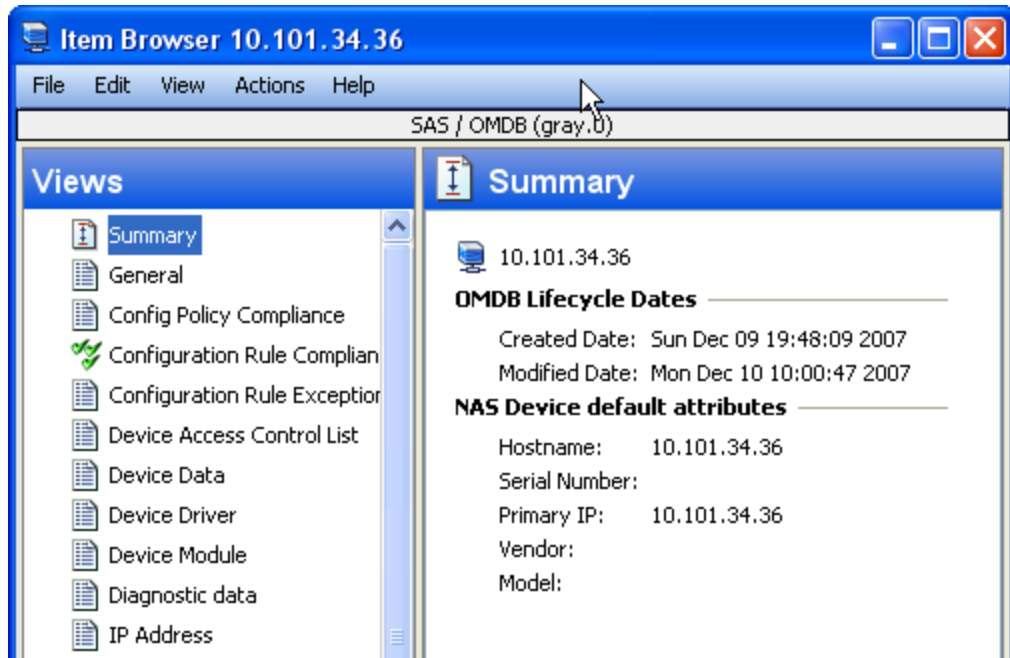 Item Browser 10.101.34.36
File Edit View Actions Help
SAS / OMDB (gray.0)
Views
Summary
General
Config Policy Compliance
Configuration Rule Complian
Configuration Rule Exception
Device Access Control List
Device Data
Device Driver
Device Module
Diagnostic data
IP Address
Summary
10.101.34.36
OMDB Lifecycle Dates
Created Date: Sun Dec 09 19:48:09 2007
Modified Date: Mon Dec 10 10:00:47 2007
NAS Device default attributes
Hostname: 10.101.34.36
Serial Number:
Primary IP: 10.101.34.36
Vendor:
Model: